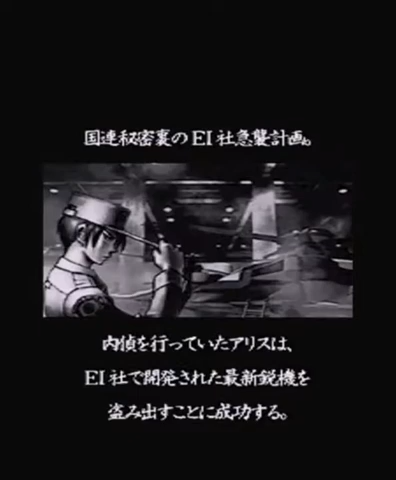 国連秘密裏のEI社急襲計画。
内偵を行っていたアリスは、
EI社で開発された最新鋭機を
盗み出すことに成功する。